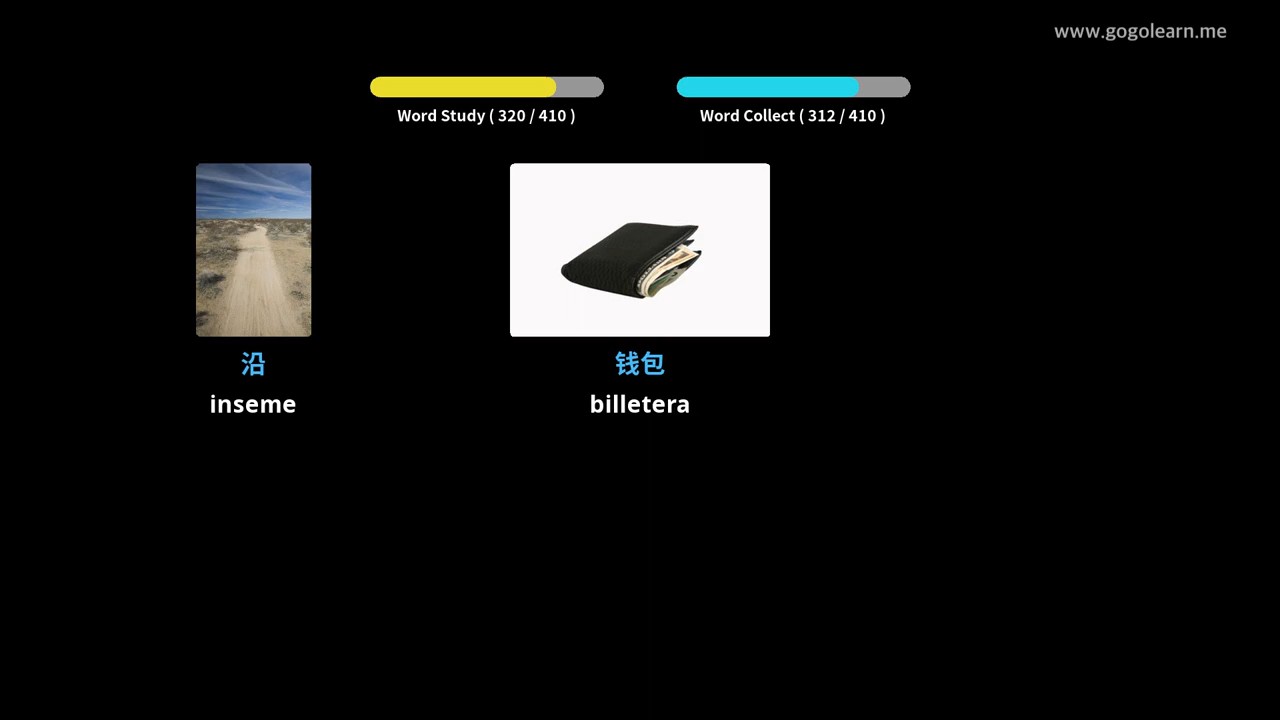 www.gogolearn.me
Word Study ( 320 / 410 )
Word Collect ( 312 / 410 )
沿
inseme
钱包
billetera